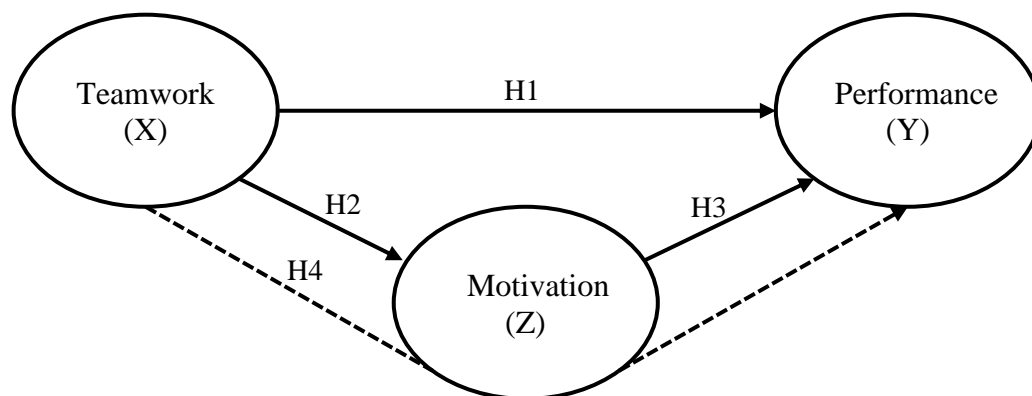 Teamwork
(X)
H1
Performance
(Y)
H2
H3
H4
Motivation
(Z)